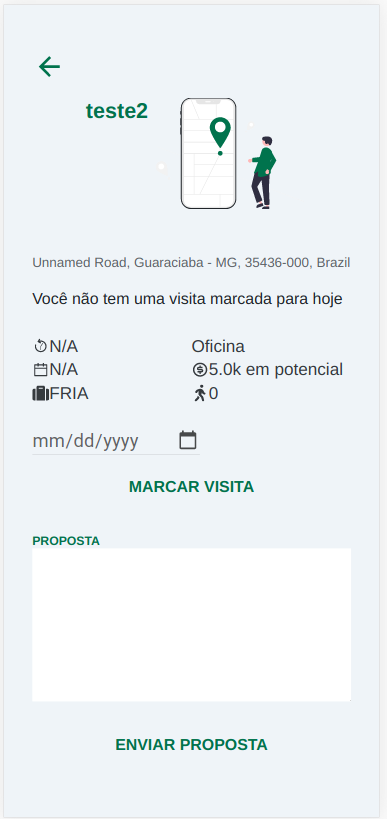 teste2
Unnamed Road, Guaraciaba - MG, 35436-000, Brazil
Você não tem uma visita marcada para hoje
N/A Oficina
N/A 5.0k em potencial
FRIA 0
mm/dd/yyyy
MARCAR VISITA
PROPOSTA
ENVIAR PROPOSTA